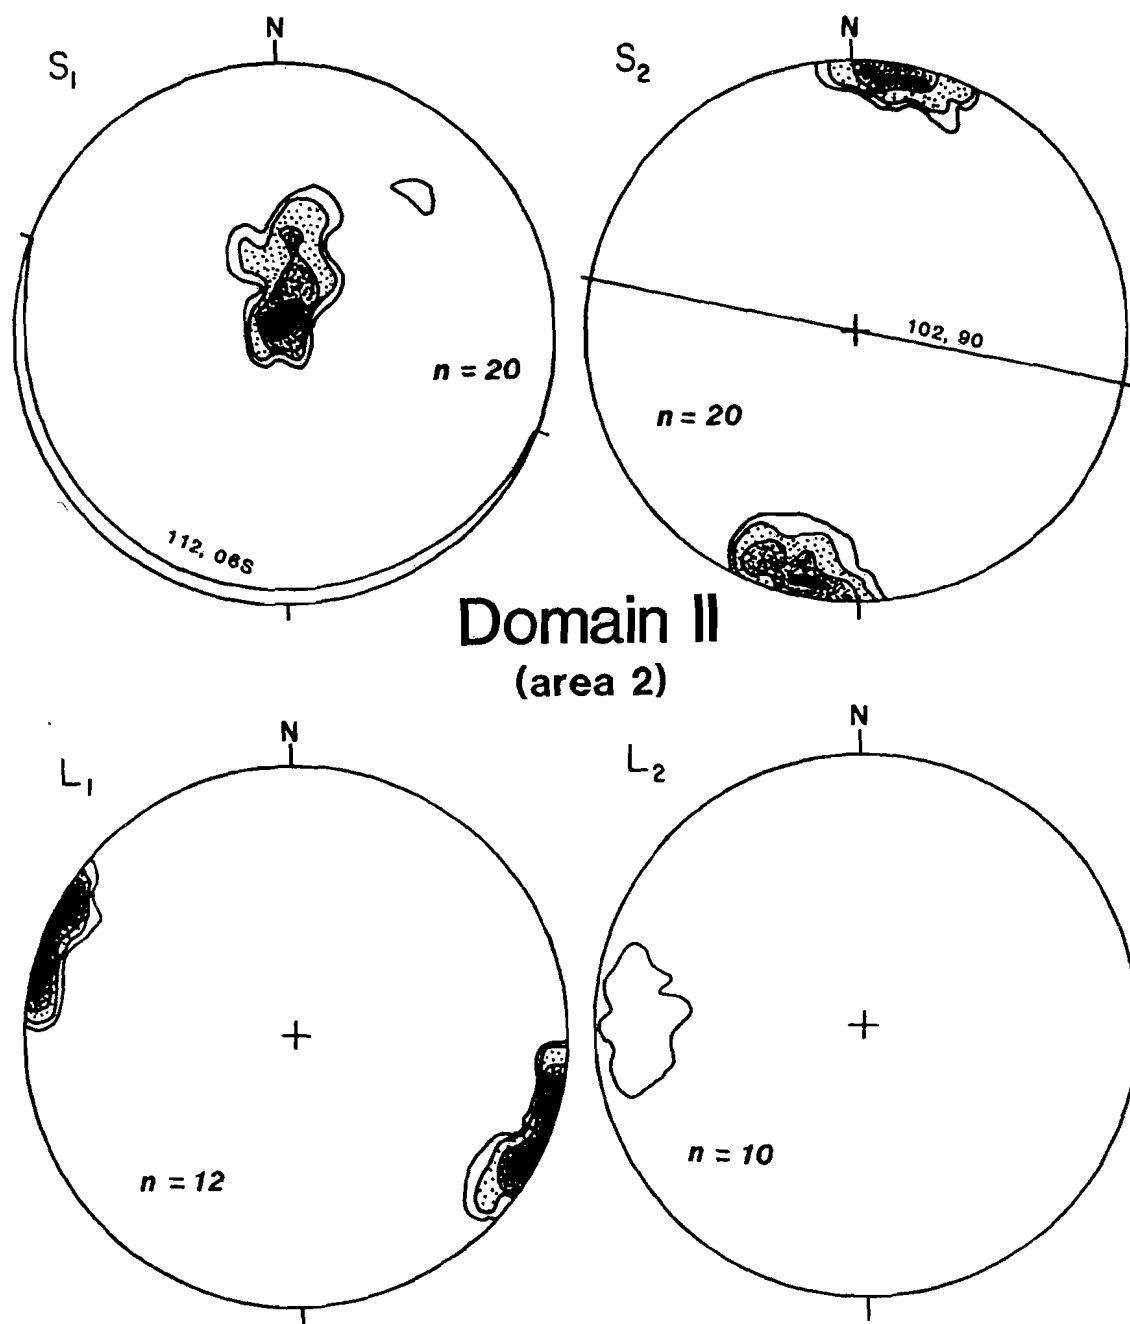 N
S₁
n = 20
112, 06S
N
S₂
102, 90
n = 20
Domain II
(area 2)
N
L₁
n = 12
N
L₂
n = 10